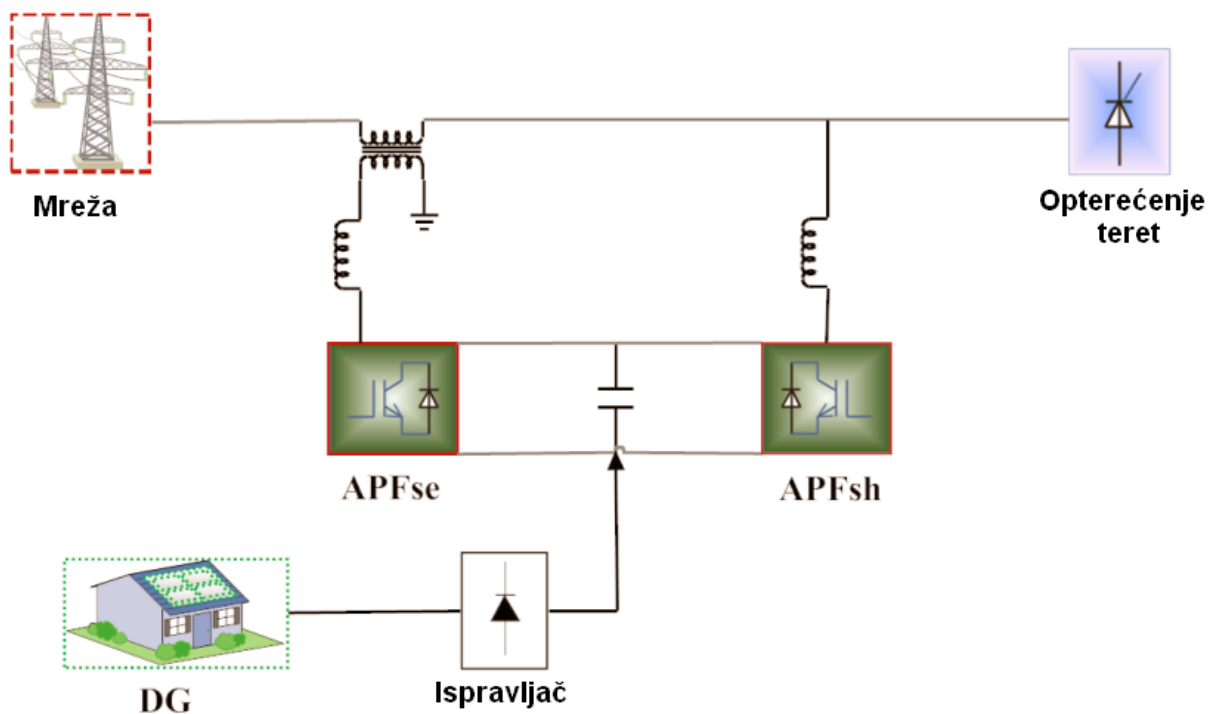 Mreža
Opterećenje
teret
APFse
APFsh
DG
Ispravljač